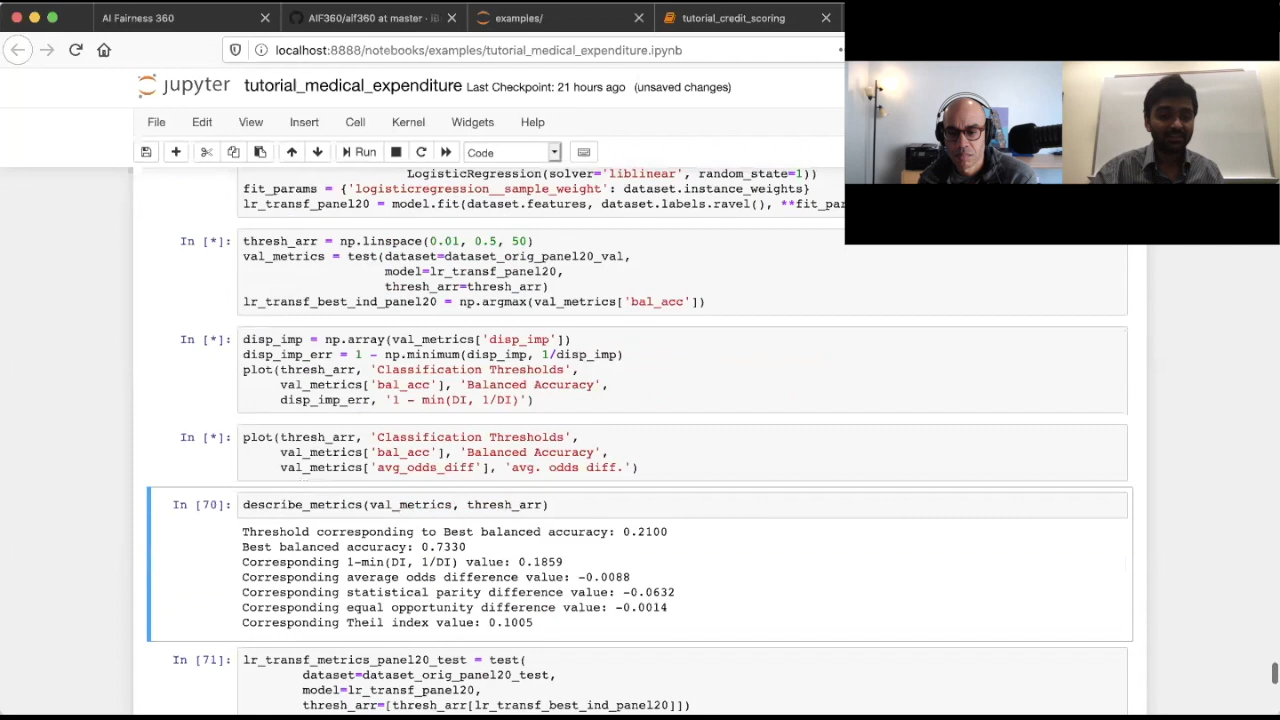 AI Fairness 360
AIF360/aif360 at master · IB
examples/
tutorial_credit_scoring
localhost:8888/notebooks/examples/tutorial_medical_expenditure.ipynb
jupyter tutorial_medical_expenditure Last Checkpoint: 21 hours ago (unsaved changes)
File Edit View Insert Cell Kernel Widgets Help
Run Code
LogisticRegression(solver='liblinear', random_state=1))
fit_params = {'logisticregression__sample_weight': dataset.instance_weights}
lr_transf_panel20 = model.fit(dataset.features, dataset.labels.ravel(), **fit_pa
In [*]: thresh_arr = np.linspace(0.01, 0.5, 50)
val_metrics = test(dataset=dataset_orig_panel20_val,
model=lr_transf_panel20,
thresh_arr=thresh_arr)
lr_transf_best_ind_panel20 = np.argmax(val_metrics['bal_acc'])
In [*]: disp_imp = np.array(val_metrics['disp_imp'])
disp_imp_err = 1 - np.minimum(disp_imp, 1/disp_imp)
plot(thresh_arr, 'Classification Thresholds',
val_metrics['bal_acc'], 'Balanced Accuracy',
disp_imp_err, '1 - min(DI, 1/DI)')
In [*]: plot(thresh_arr, 'Classification Thresholds',
val_metrics['bal_acc'], 'Balanced Accuracy',
val_metrics['avg_odds_diff'], 'avg. odds diff.')
In [70]: describe_metrics(val_metrics, thresh_arr)
Threshold corresponding to Best balanced accuracy: 0.2100
Best balanced accuracy: 0.7330
Corresponding 1-min(DI, 1/DI) value: 0.1859
Corresponding average odds difference value: -0.0088
Corresponding statistical parity difference value: -0.0632
Corresponding equal opportunity difference value: -0.0014
Corresponding Theil index value: 0.1005
In [71]: lr_transf_metrics_panel20_test = test(
dataset=dataset_orig_panel20_test,
model=lr_transf_panel20,
thresh_arr=[thresh_arr[lr_transf_best_ind_panel20]])